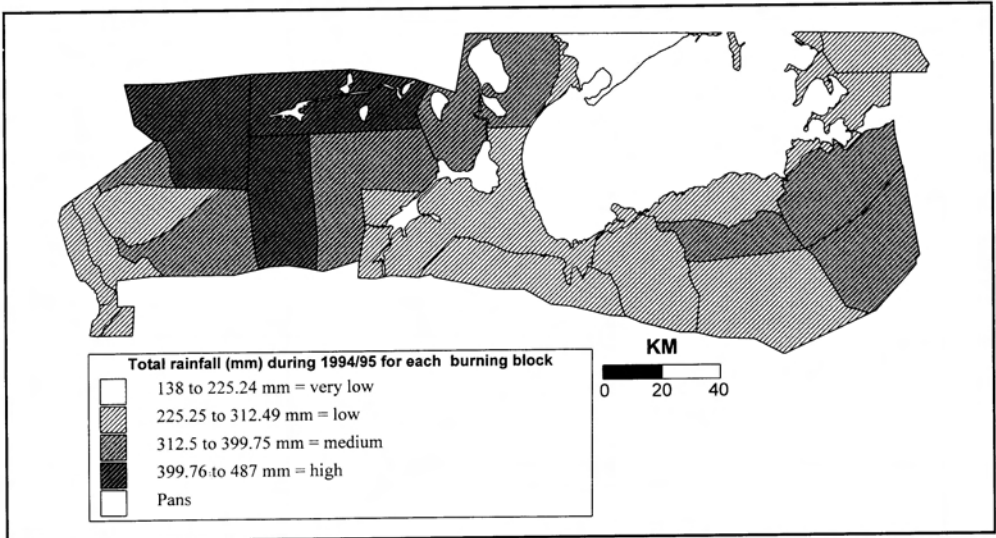 Total rainfall (mm) during 1994/95 for each burning block
138 to 225.24 mm = very low
225.25 to 312.49 mm = low
312.5 to 399.75 mm = medium
399.76 to 487 mm = high
Pans
KM
0 20 40